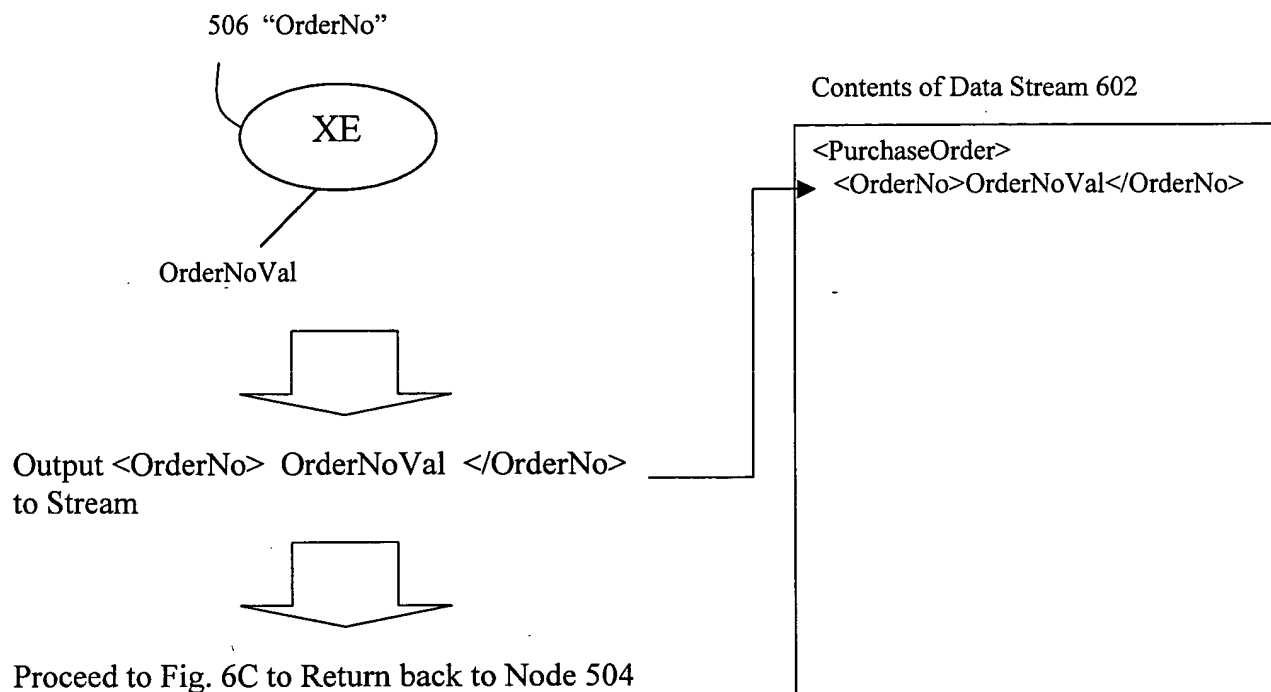 506 “OrderNo”
XE
OrderNoVal
Output <OrderNo> OrderNoVal </OrderNo>
to Stream
Proceed to Fig. 6C to Return back to Node 504
Contents of Data Stream 602
<PurchaseOrder>
<OrderNo>OrderNoVal</OrderNo>